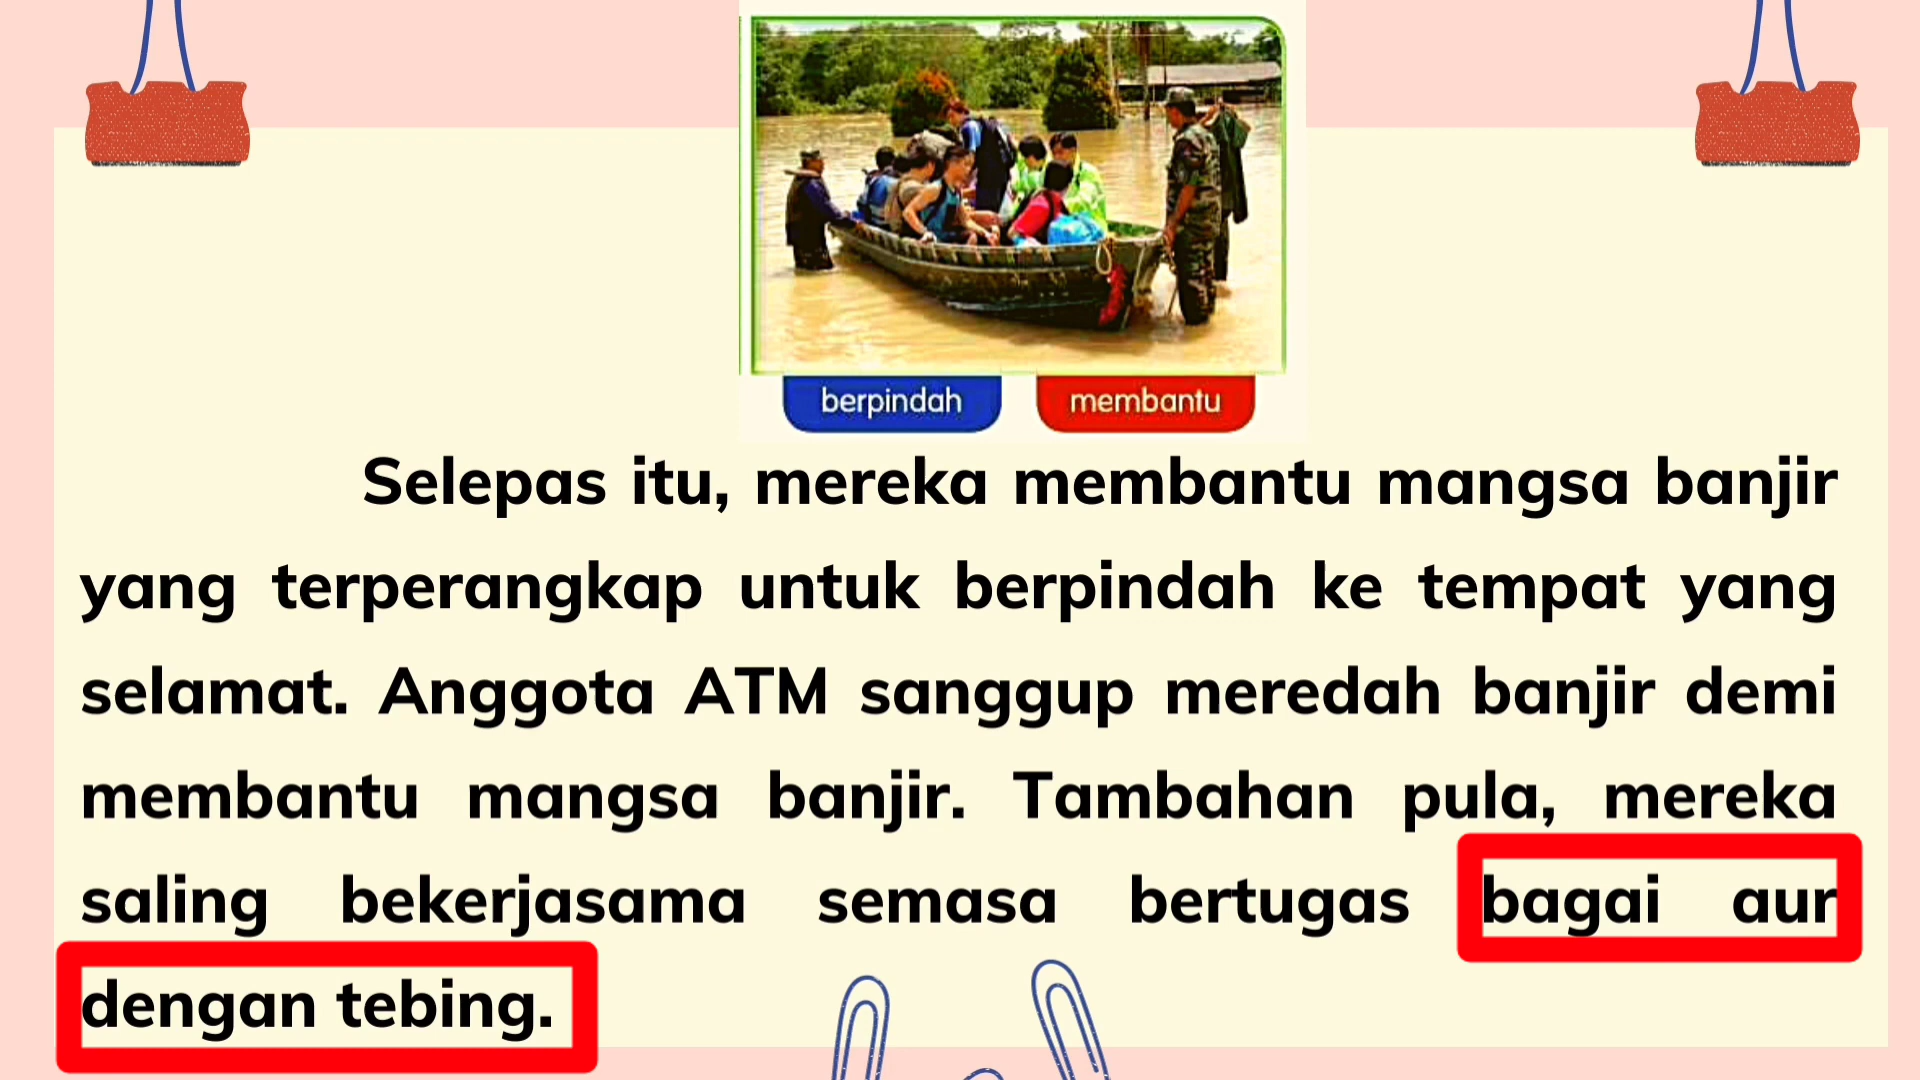 berpindah membantu
Selepas itu, mereka membantu mangsa banjir
yang terperangkap untuk berpindah ke tempat yang
selamat. Anggota ATM sanggup meredah banjir demi
membantu mangsa banjir. Tambahan pula, mereka
saling bekerjasama semasa bertugas bagai aur
dengan tebing.